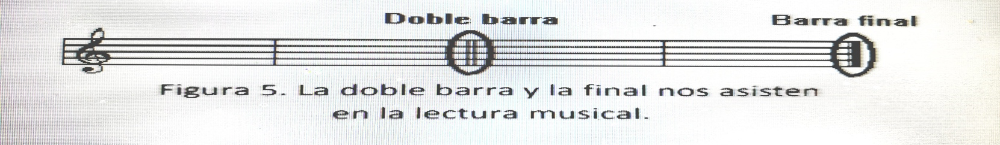 Doble barra
Barra final
Figura 5. La doble barra y la final nos asisten
en la lectura musical.